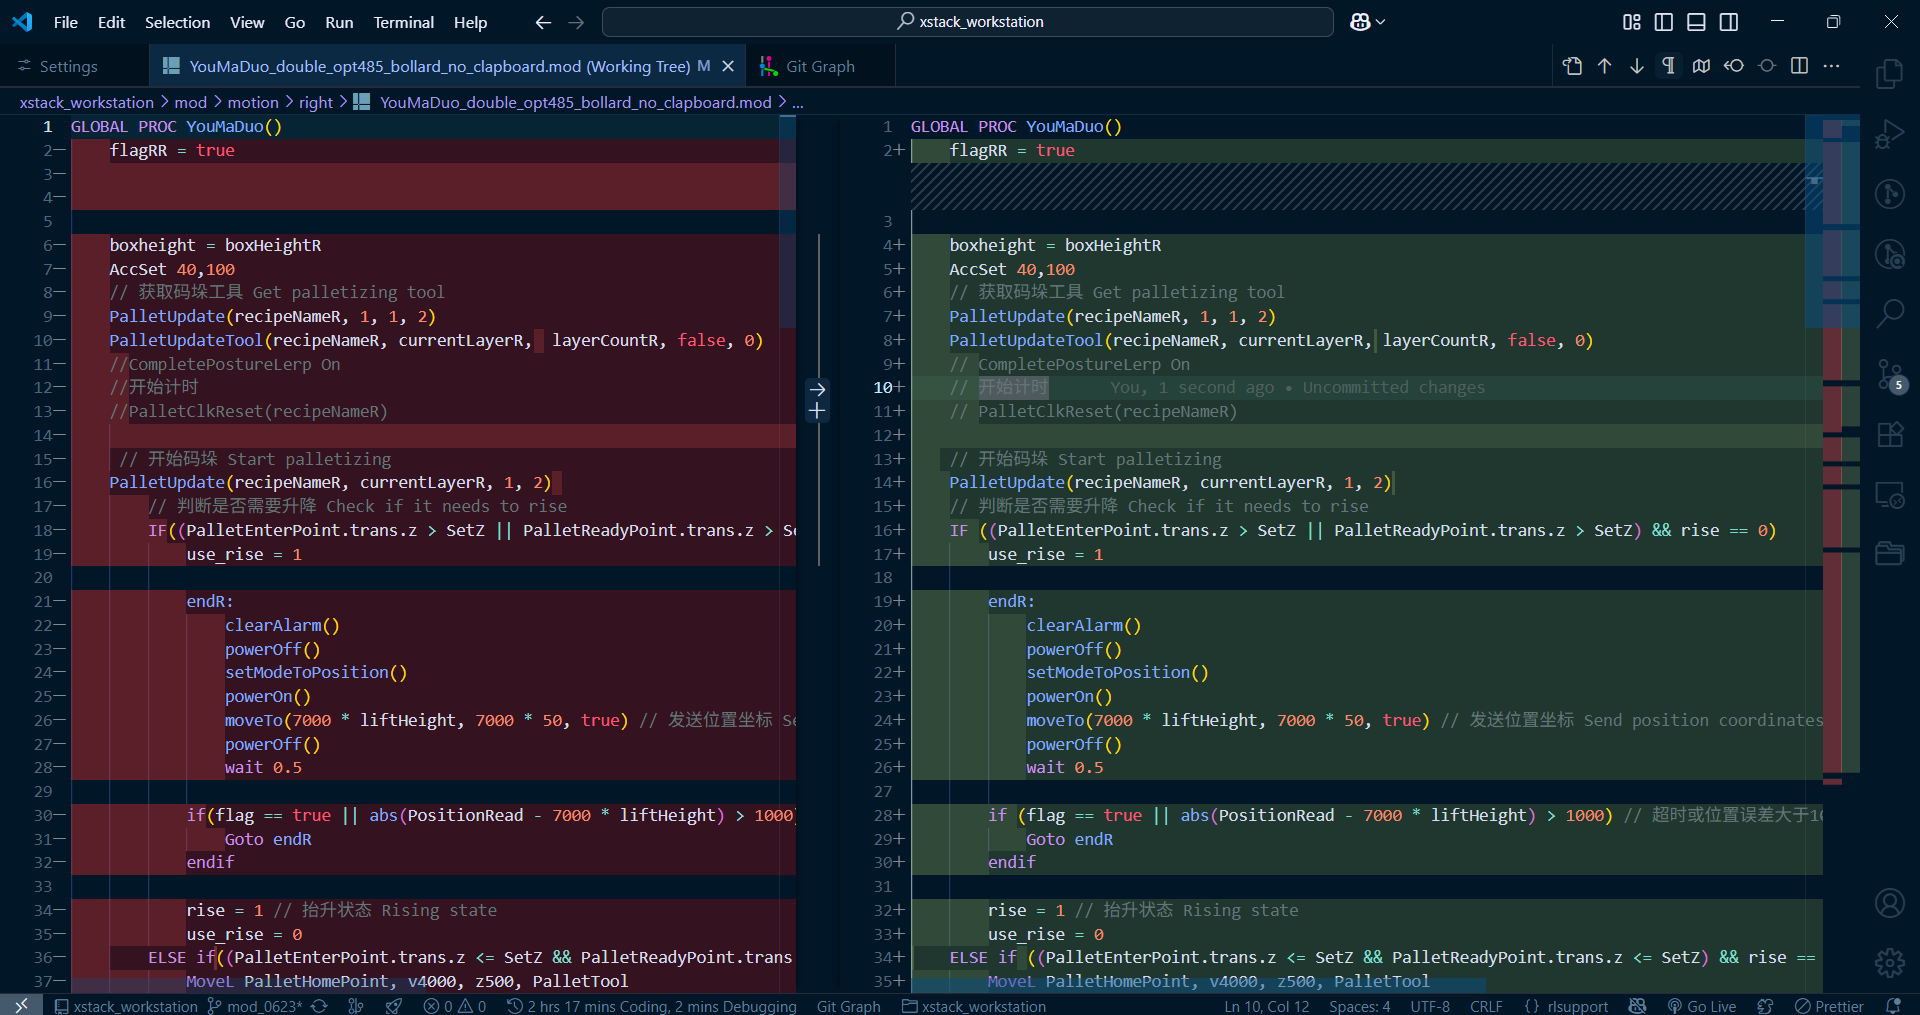 File Edit Selection View Go Run Terminal Help
xstack_workstation
Settings
YouMaDuo_double_opt485_bollard_no_clapboard.mod (Working Tree) M
Git Graph
xstack_workstation > mod > motion > right > YouMaDuo_double_opt485_bollard_no_clapboard.mod > ...
1 GLOBAL PROC YouMaDuo()
2− flagRR = true
3−
4−
5
6− boxheight = boxHeightR
7− AccSet 40,100
8− // 获取码垛工具 Get palletizing tool
9− PalletUpdate(recipeNameR, 1, 1, 2)
10− PalletUpdateTool(recipeNameR, currentLayerR,  layerCountR, false, 0)
11− //CompletePostureLerp On
12− //开始计时
13− //PalletClkReset(recipeNameR)
14−
15− // 开始码垛 Start palletizing
16− PalletUpdate(recipeNameR, currentLayerR, 1, 2)
17− // 判断是否需要升降 Check if it needs to rise
18− IF((PalletEnterPoint.trans.z > SetZ || PalletReadyPoint.trans.z > Se
19− use_rise = 1
20
21− endR:
22− clearAlarm()
23− powerOff()
24− setModeToPosition()
25− powerOn()
26− moveTo(7000 * liftHeight, 7000 * 50, true) // 发送位置坐标 Se
27− powerOff()
28− wait 0.5
29
30− if(flag == true || abs(PositionRead - 7000 * liftHeight) > 1000)
31− Goto endR
32− endif
33
34− rise = 1 // 抬升状态 Rising state
35− use_rise = 0
36− ELSE if((PalletEnterPoint.trans.z <= SetZ && PalletReadyPoint.trans
37− MoveL PalletHomePoint, v4000, z500, PalletTool
1 GLOBAL PROC YouMaDuo()
2+ flagRR = true
3
4+ boxheight = boxHeightR
5+ AccSet 40,100
6+ // 获取码垛工具 Get palletizing tool
7+ PalletUpdate(recipeNameR, 1, 1, 2)
8+ PalletUpdateTool(recipeNameR, currentLayerR, layerCountR, false, 0)
9+ // CompletePostureLerp On
10+ // 开始计时 You, 1 second ago • Uncommitted changes
11+ // PalletClkReset(recipeNameR)
12+
13+ // 开始码垛 Start palletizing
14+ PalletUpdate(recipeNameR, currentLayerR, 1, 2)
15+ // 判断是否需要升降 Check if it needs to rise
16+ IF ((PalletEnterPoint.trans.z > SetZ || PalletReadyPoint.trans.z > SetZ) && rise == 0)
17+ use_rise = 1
18
19+ endR:
20+ clearAlarm()
21+ powerOff()
22+ setModeToPosition()
23+ powerOn()
24+ moveTo(7000 * liftHeight, 7000 * 50, true) // 发送位置坐标 Send position coordinates
25+ powerOff()
26+ wait 0.5
27
28+ if (flag == true || abs(PositionRead - 7000 * liftHeight) > 1000) // 超时或位置误差大于10
29+ Goto endR
30+ endif
31
32+ rise = 1 // 抬升状态 Rising state
33+ use_rise = 0
34+ ELSE if ((PalletEnterPoint.trans.z <= SetZ && PalletReadyPoint.trans.z <= SetZ) && rise ==
35+ MoveL PalletHomePoint, v4000, z500, PalletTool
5
xstack_workstation mod_0623* 0 0 2 hrs 17 mins Coding, 2 mins Debugging Git Graph xstack_workstation Ln 10, Col 12 Spaces: 4 UTF-8 CRLF {} rlsupport Go Live Prettier